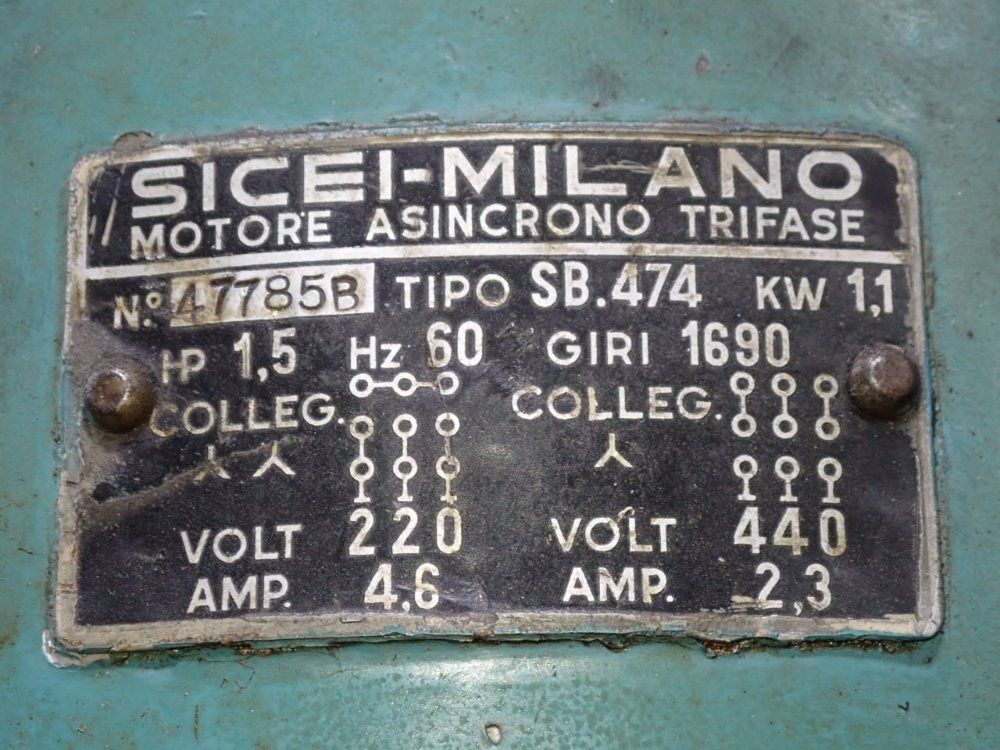 SICEI-MILANO
MOTORE ASINCRONO TRIFASE
N.º 47785B TIPO SB.474 KW 1,1
HP 1,5 Hz 60 GIRI 1690
COLLEG. COLLEG.
VOLT 220 VOLT 440
AMP. 4,6 AMP. 2,3